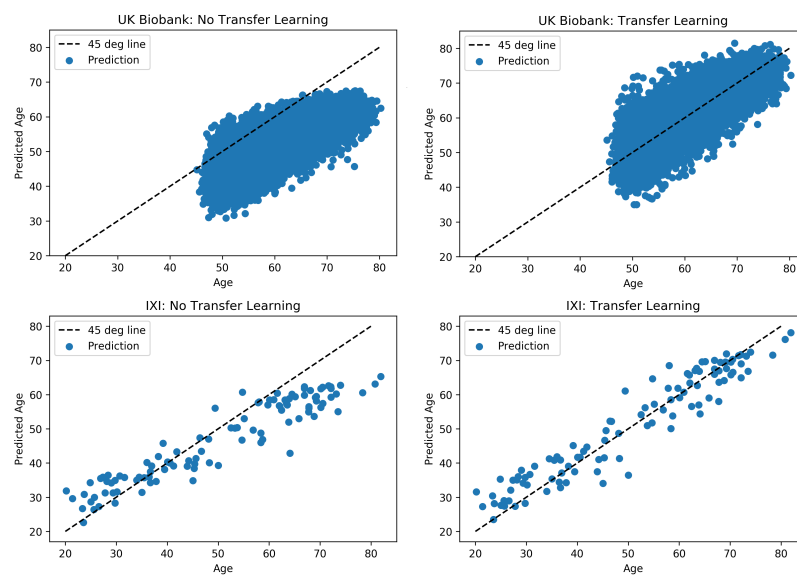 UK Biobank: No Transfer Learning
80
70
60
50
40
30
20
45 deg line
Prediction
Predicted Age
20 30 40 50 60 70 80
Age
UK Biobank: Transfer Learning
80
70
60
50
40
30
20
45 deg line
Prediction
Predicted Age
20 30 40 50 60 70 80
Age
IXI: No Transfer Learning
80
70
60
50
40
30
20
45 deg line
Prediction
Predicted Age
20 30 40 50 60 70 80
Age
IXI: Transfer Learning
80
70
60
50
40
30
20
45 deg line
Prediction
Predicted Age
20 30 40 50 60 70 80
Age